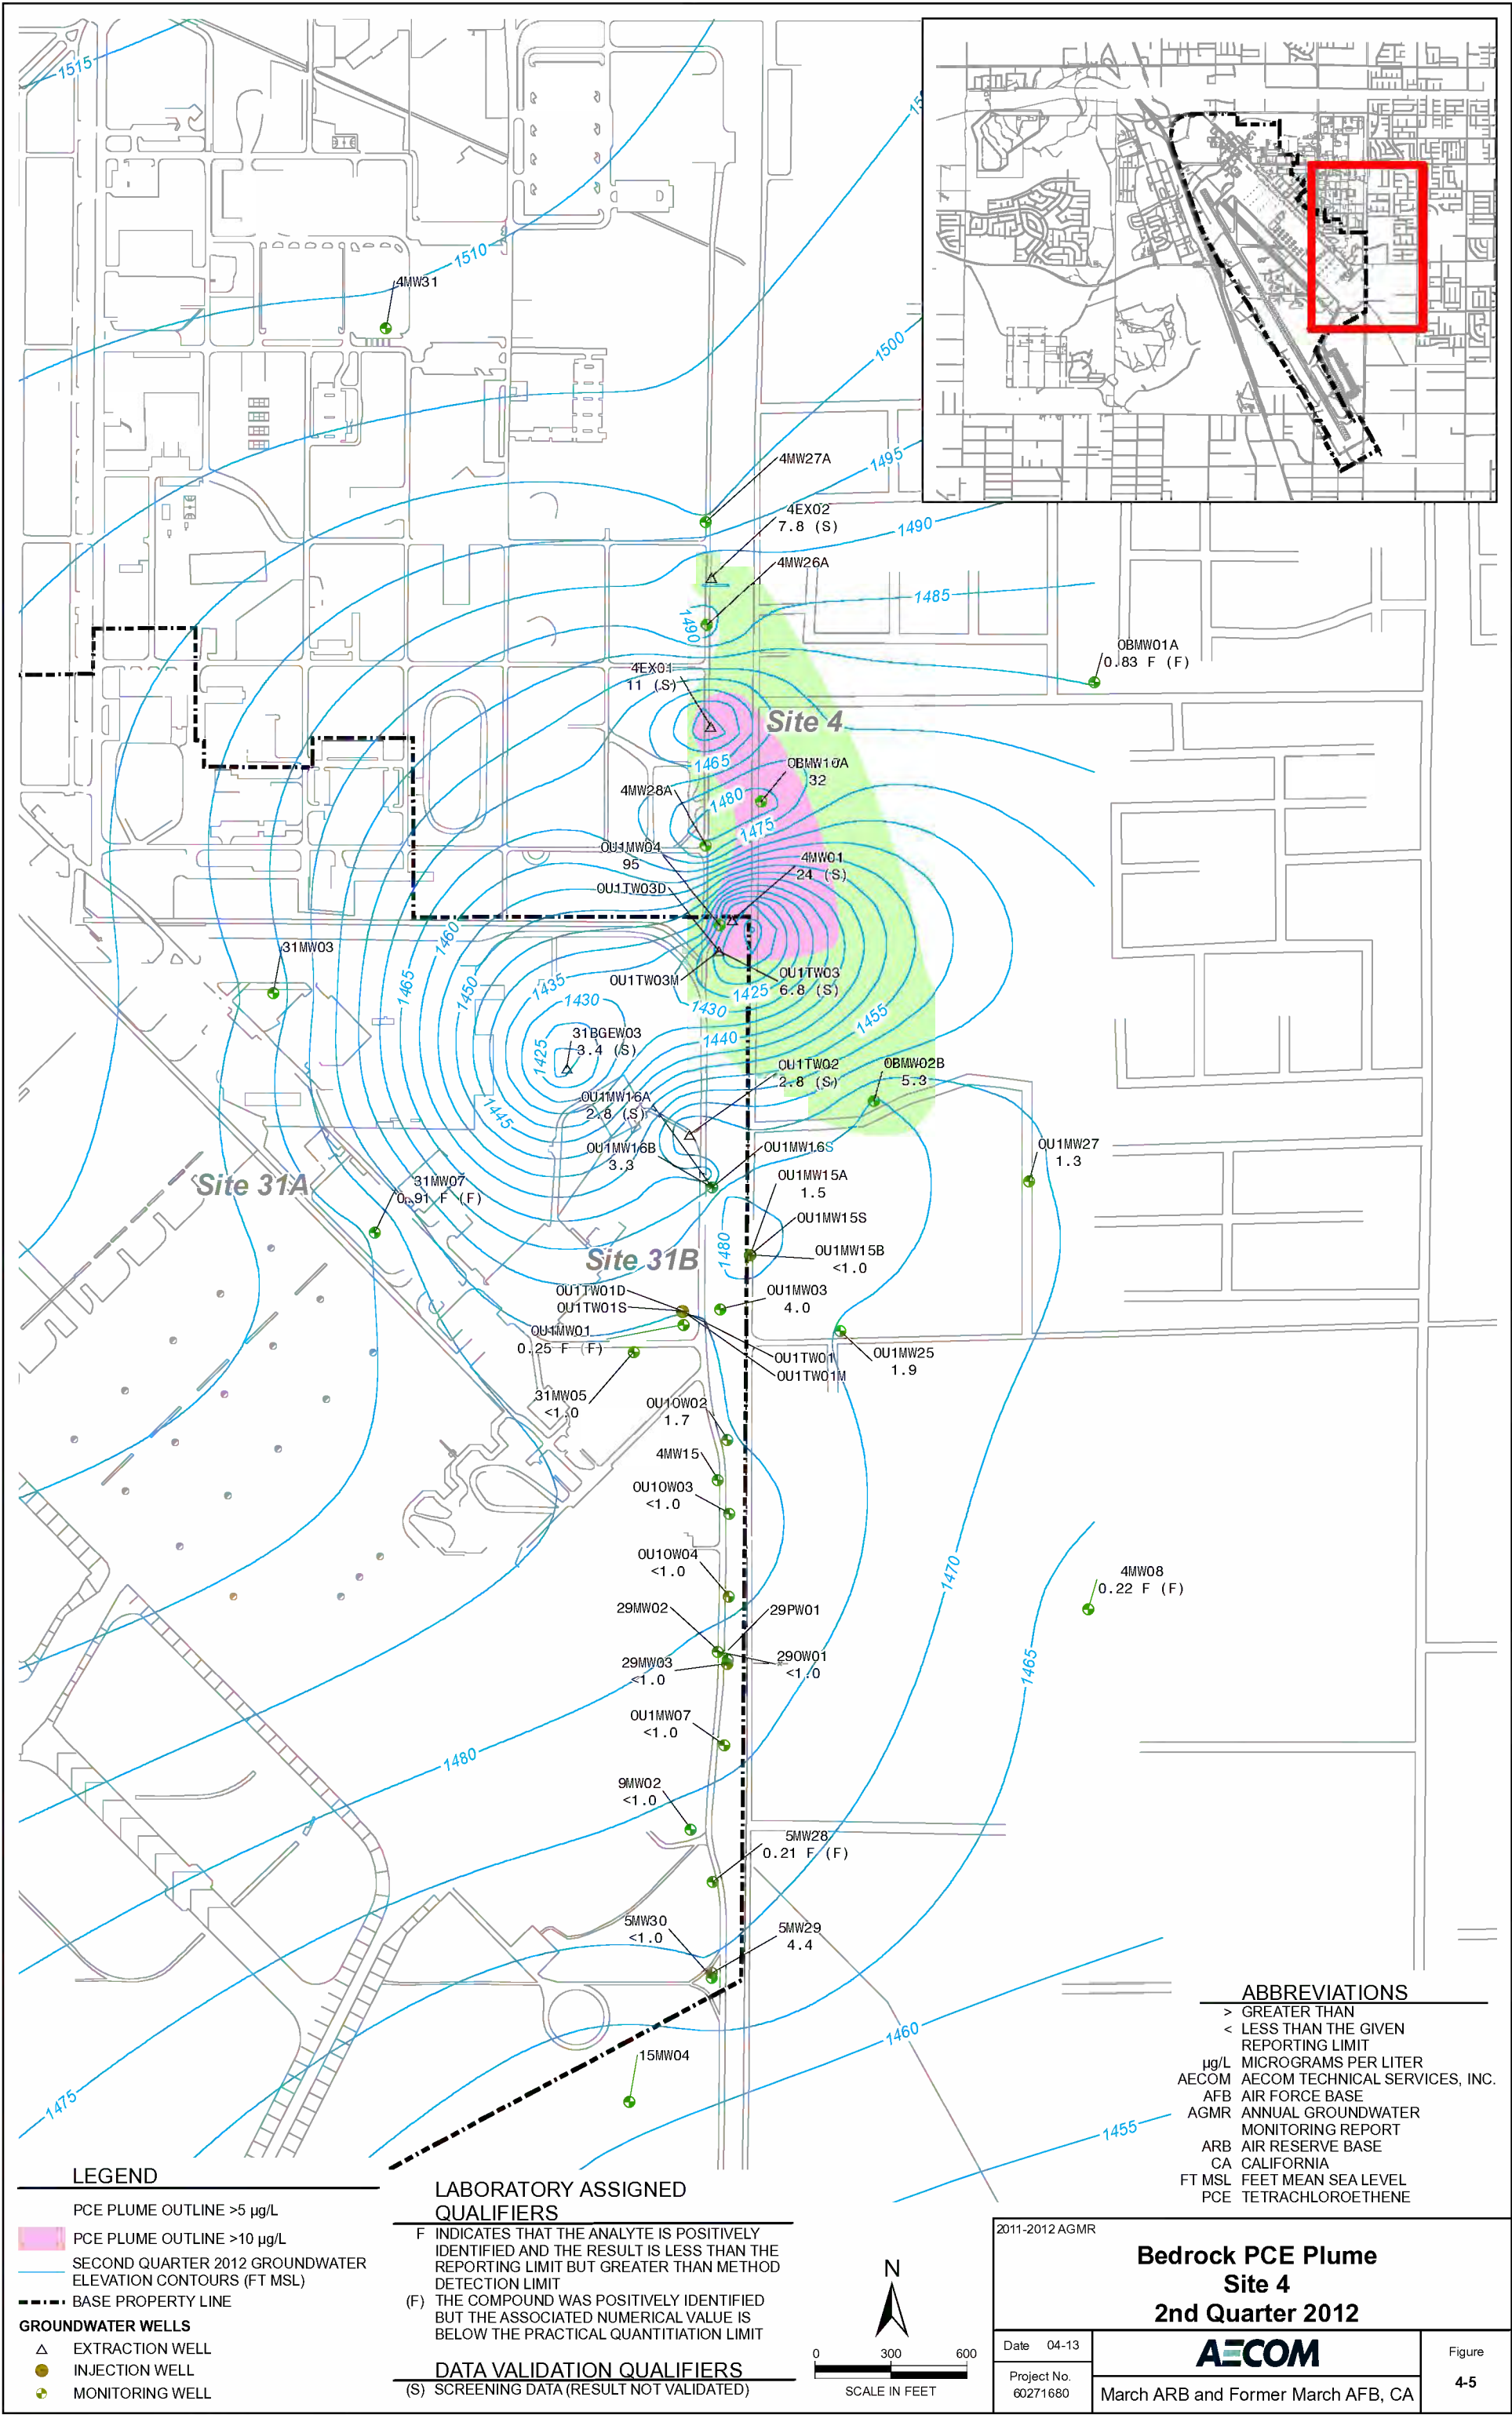 1515
1510
4MW31
1500
1495
4MW27A
4EX02
7.8 (S)
1490
4MW26A
1490
1485
OBMW01A
0.83 F (F)
4EX01
11 (S)
Site 4
1465
OBMW10A
32
4MW28A
1480
1475
OU1MW04
95
4MW01
24 (S)
OU1TW03D
31MW03
1460
1465
1450
1435
1430
OU1TW03M
OU1TW03
6.8 (S)
1425
1430
1455
1440
31BGEW03
3.4 (S)
1425
OU1TW02
2.8 (S)
OBMW02B
5.3
1445
OU1MW16A
2.8 (S)
OU1MW16B
3.3
OU1MW16S
OU1MW27
1.3
Site 31A
31MW07
0.91 F (F)
OU1MW15A
1.5
OU1MW15S
1480
OU1MW15B
<1.0
Site 31B
OU1TW01D
OU1TW01S
OU1MW03
4.0
OU1MW01
0.25 F (F)
OU1TW01
OU1TW01M
OU1MW25
1.9
31MW05
<1.0
OU1OW02
1.7
4MW15
OU1OW03
<1.0
OU1OW04
<1.0
1470
4MW08
0.22 F (F)
29MW02
29PW01
29MW03
<1.0
29OW01
<1.0
1465
OU1MW07
<1.0
1480
9MW02
<1.0
5MW28
0.21 F (F)
5MW30
<1.0
5MW29
4.4
1460
15MW04
1475
1455
ABBREVIATIONS
> GREATER THAN
< LESS THAN THE GIVEN
REPORTING LIMIT
µg/L MICROGRAMS PER LITER
AECOM AECOM TECHNICAL SERVICES, INC.
AFB AIR FORCE BASE
AGMR ANNUAL GROUNDWATER
MONITORING REPORT
ARB AIR RESERVE BASE
CA CALIFORNIA
FT MSL FEET MEAN SEA LEVEL
PCE TETRACHLOROETHENE
LEGEND
PCE PLUME OUTLINE >5 µg/L
PCE PLUME OUTLINE >10 µg/L
SECOND QUARTER 2012 GROUNDWATER
ELEVATION CONTOURS (FT MSL)
BASE PROPERTY LINE
GROUNDWATER WELLS
EXTRACTION WELL
INJECTION WELL
MONITORING WELL
LABORATORY ASSIGNED
QUALIFIERS
F INDICATES THAT THE ANALYTE IS POSITIVELY
IDENTIFIED AND THE RESULT IS LESS THAN THE
REPORTING LIMIT BUT GREATER THAN METHOD
DETECTION LIMIT
(F) THE COMPOUND WAS POSITIVELY IDENTIFIED
BUT THE ASSOCIATED NUMERICAL VALUE IS
BELOW THE PRACTICAL QUANTITIATION LIMIT
DATA VALIDATION QUALIFIERS
(S) SCREENING DATA (RESULT NOT VALIDATED)
N
0 300 600
SCALE IN FEET
2011-2012 AGMR
Bedrock PCE Plume
Site 4
2nd Quarter 2012
Date 04-13
Project No.
60271680
AECOM
March ARB and Former March AFB, CA
Figure
4-5